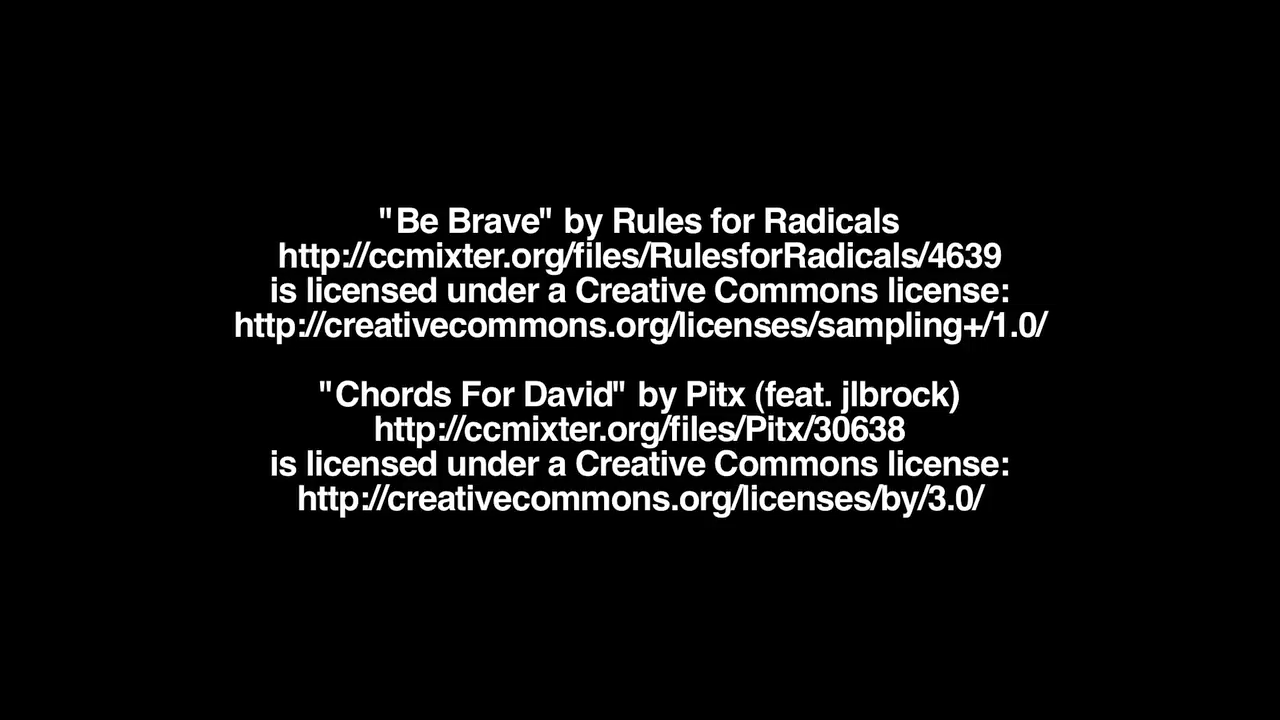 "Be Brave" by Rules for Radicals
http://ccmixter.org/files/RulesforRadicals/4639
is licensed under a Creative Commons license:
http://creativecommons.org/licenses/sampling+/1.0/
"Chords For David" by Pitx (feat. jlbrock)
http://ccmixter.org/files/Pitx/30638
is licensed under a Creative Commons license:
http://creativecommons.org/licenses/by/3.0/